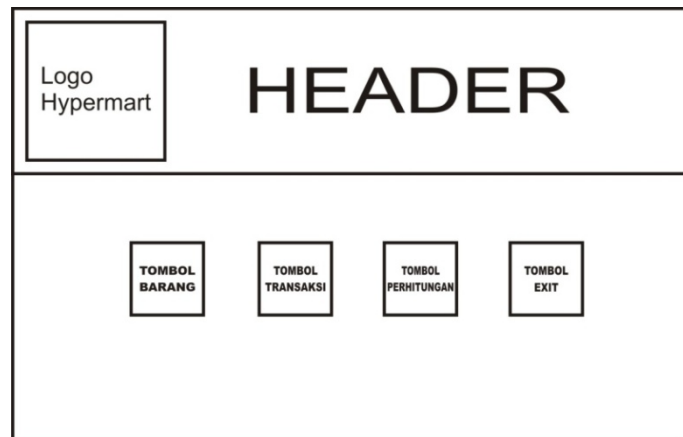 Logo
Hypermart
HEADER
TOMBOL
BARANG
TOMBOL
TRANSAKSI
TOMBOL
PERHITUNGAN
TOMBOL
EXIT